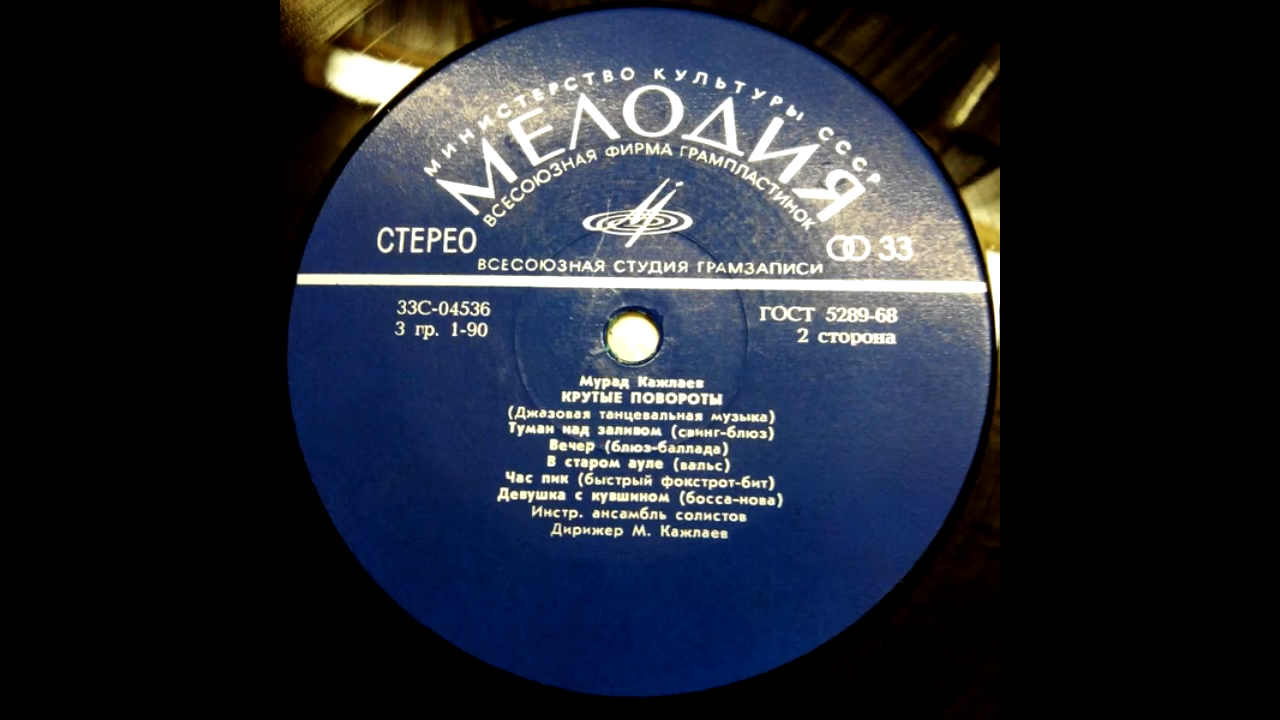 МИНИСТЕРСТВО КУЛЬТУРЫ СССР
МЕЛОДИЯ
ВСЕСОЮЗНАЯ ФИРМА ГРАМПЛАСТИНОК
СТЕРЕО
33
ВСЕСОЮЗНАЯ СТУДИЯ ГРАМЗАПИСИ
33С-04536
ГОСТ 5289-68
3 гр. 1-90
2 сторона
Мурад Кажлаев
КРУТЫЕ ПОВОРОТЫ
(Джазовая танцевальная музыка)
Туман над заливом (свинг-блюз)
Вечер (блюз-баллада)
В старом ауле (вальс)
Час пик (быстрый фокстрот-бит)
Девушка с кувшином (босса-нова)
Инстр. ансамбль солистов
Дирижер М. Кажлаев